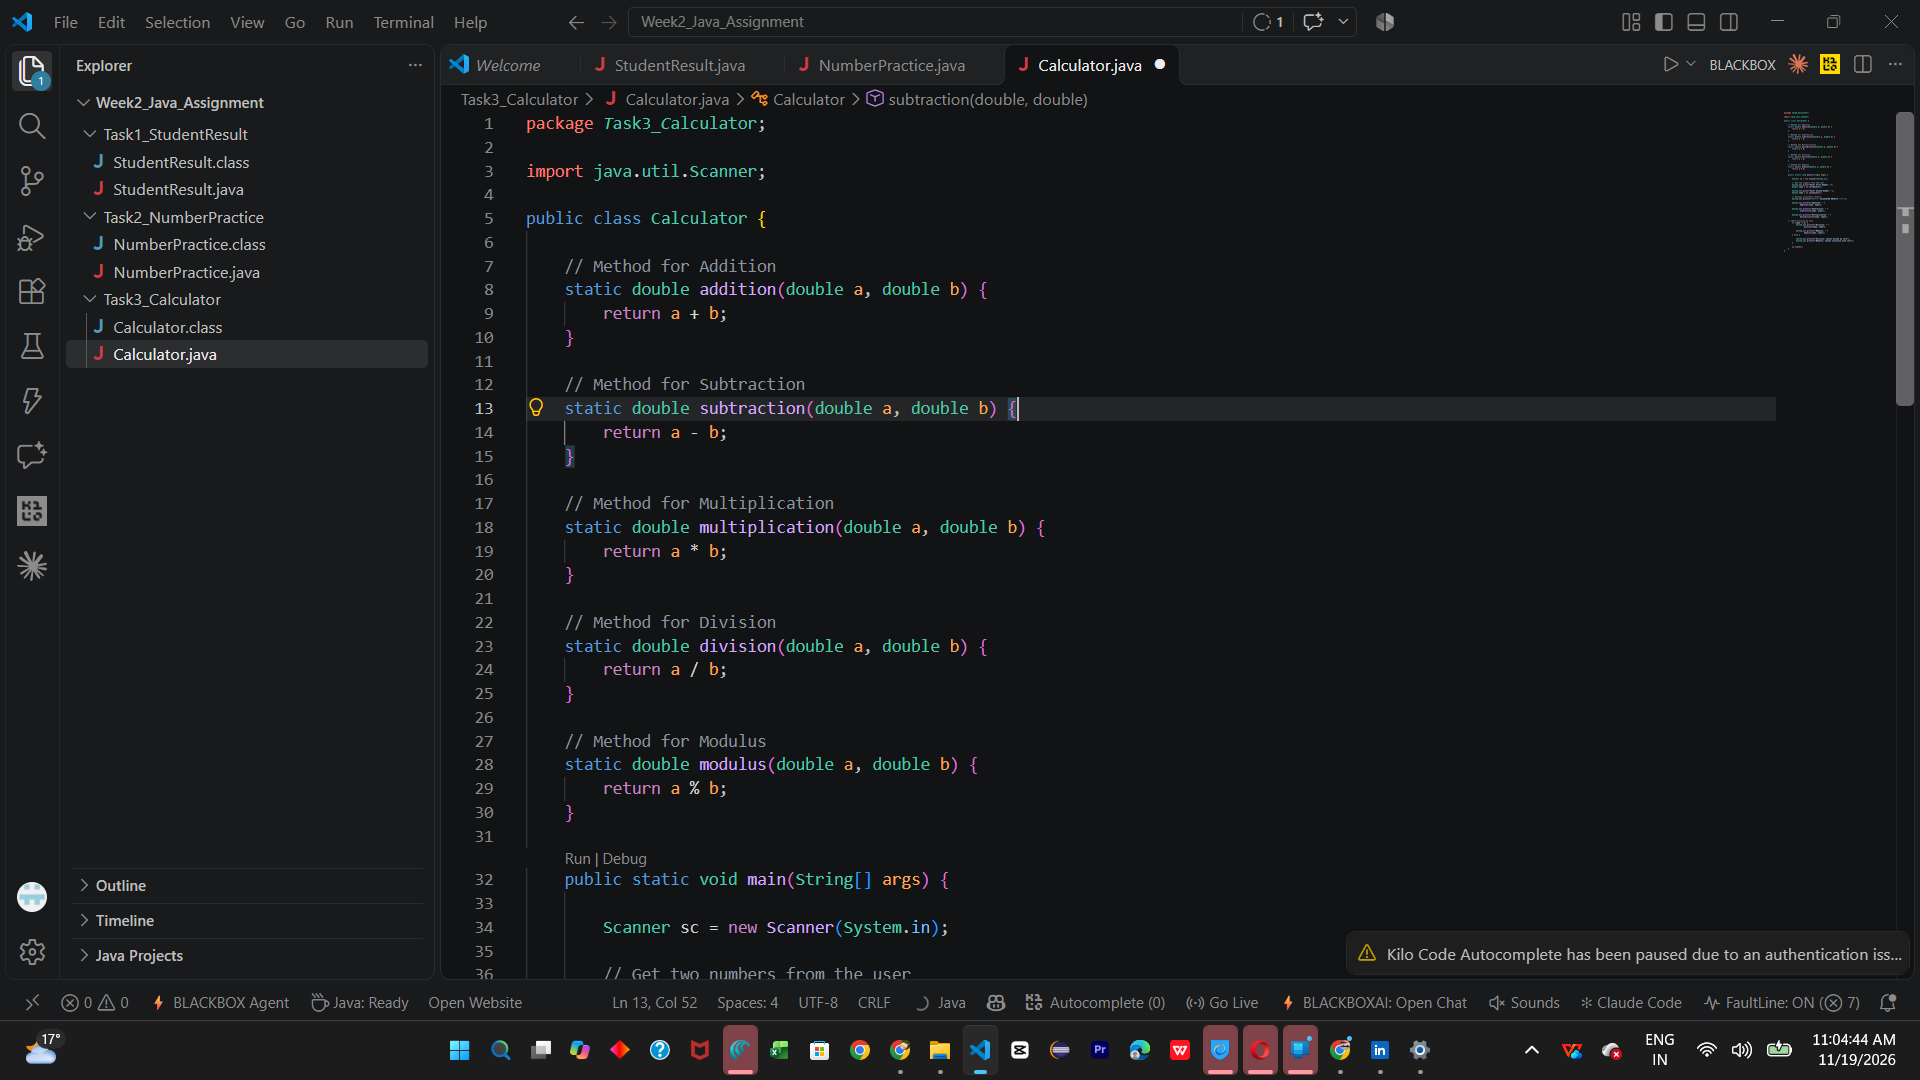 File Edit Selection View Go Run Terminal Help
Week2_Java_Assignment
1
Explorer
Welcome
StudentResult.java
NumberPractice.java
Calculator.java
BLACKBOX
1
Week2_Java_Assignment
Task1_StudentResult
StudentResult.class
StudentResult.java
Task2_NumberPractice
NumberPractice.class
NumberPractice.java
Task3_Calculator
Calculator.class
Calculator.java
Outline
Timeline
Java Projects
Task3_Calculator > Calculator.java > Calculator > subtraction(double, double)
1 package Task3_Calculator;
2
3 import java.util.Scanner;
4
5 public class Calculator {
6
7 // Method for Addition
8 static double addition(double a, double b) {
9 return a + b;
10 }
11
12 // Method for Subtraction
13 static double subtraction(double a, double b) {
14 return a - b;
15 }
16
17 // Method for Multiplication
18 static double multiplication(double a, double b) {
19 return a * b;
20 }
21
22 // Method for Division
23 static double division(double a, double b) {
24 return a / b;
25 }
26
27 // Method for Modulus
28 static double modulus(double a, double b) {
29 return a % b;
30 }
31
Run | Debug
32 public static void main(String[] args) {
33
34 Scanner sc = new Scanner(System.in);
35
36 // Get two numbers from the user
Kilo Code Autocomplete has been paused due to an authentication iss...
0 0 BLACKBOX Agent Java: Ready Open Website Ln 13, Col 52 Spaces: 4 UTF-8 CRLF Java Autocomplete (0) Go Live BLACKBOXAI: Open Chat Sounds Claude Code FaultLine: ON ( 7)
17°
Pr
W
in
ENG
IN
11:04:44 AM
11/19/2026